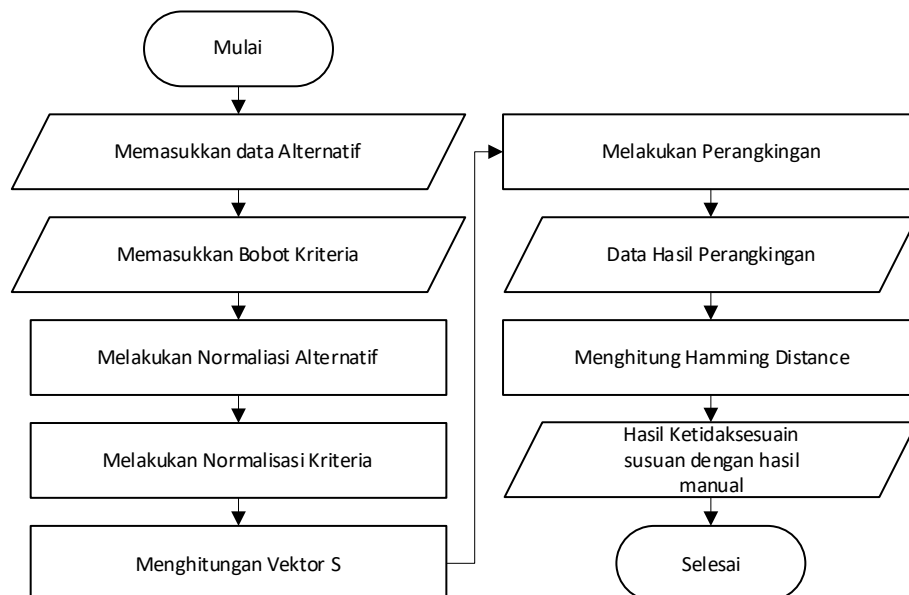 Mulai
Memasukkan data Alternatif
Memasukkan Bobot Kriteria
Melakukan Normaliasi Alternatif
Melakukan Normalisasi Kriteria
Menghitungan Vektor S
Melakukan Perangkingan
Data Hasil Perangkingan
Menghitung Hamming Distance
Hasil Ketidaksesuain
susuan dengan hasil
manual
Selesai